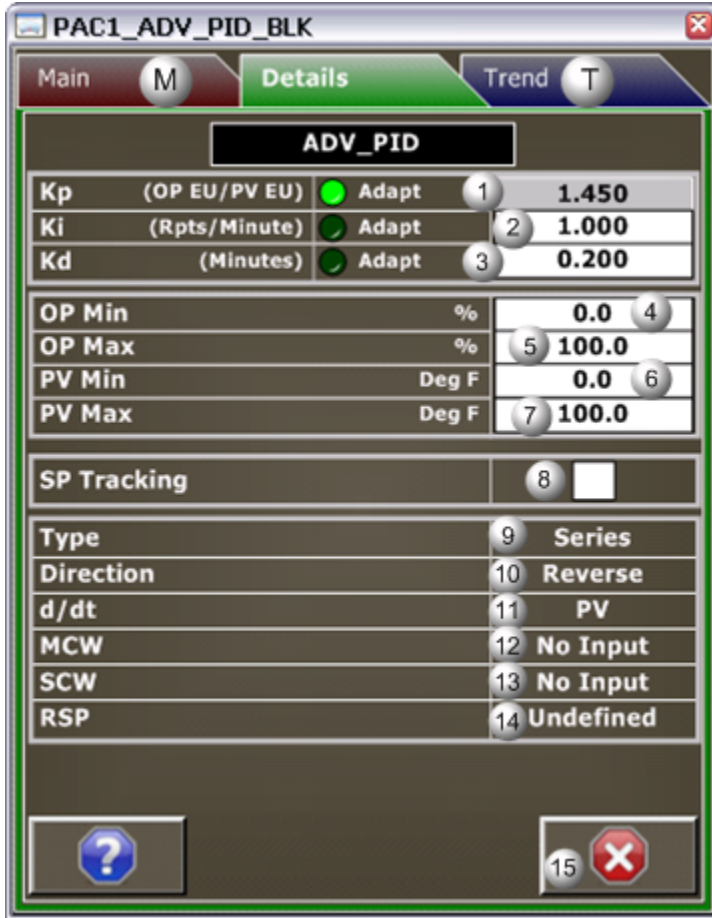 PAC1_ADV_PID_BLK
Main M Details Trend T
ADV_PID
Kp (OP EU/PV EU) Adapt 1 1.450
Ki (Rpts/Minute) Adapt 2 1.000
Kd (Minutes) Adapt 3 0.200
OP Min % 0.0 4
OP Max % 5 100.0
PV Min Deg F 0.0 6
PV Max Deg F 7 100.0
SP Tracking 8
Type 9 Series
Direction 10 Reverse
d/dt 11 PV
MCW 12 No Input
SCW 13 No Input
RSP 14 Undefined
?
15